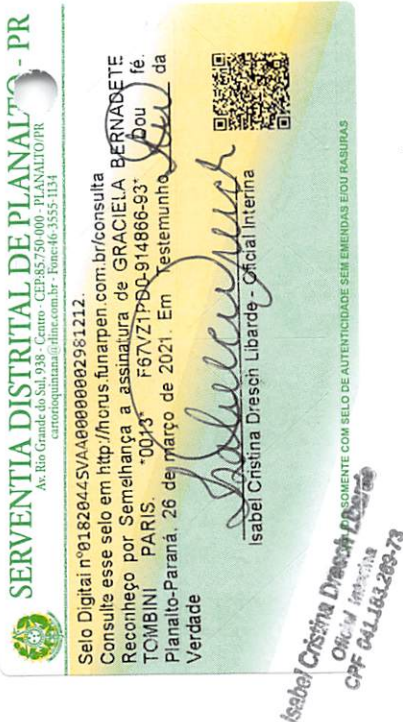 SERVENTIA DISTRITAL DE PLANALTO - PR
Av. Rio Grande do Sul, 938 - Centro - CEP:85.750-000 - PLANALTO/PR
cartorioquintana@rline.com.br - Fone:46-3555-1134
Selo Digital nº0182044SVAA00000002981212.
Consulte esse selo em http://horus.funarpen.com.br/consulta
Reconheço por Semelhança a assinatura de GRACIELA BERNADETE
TOMBINI PARIS. *0013* F67VZ1PD0-914866-93*. Dou fé.
Planalto-Paraná, 26 de março de 2021. Em Testemunho da
Verdade
Isabel Cristina Dresch Libarde - Oficial Interina
SOMENTE COM SELO DE AUTENTICIDADE SEM EMENDAS E/OU RASURAS
Isabel Cristina Dresch Libarde
Oficial Interina
CPF 041.163.289-73